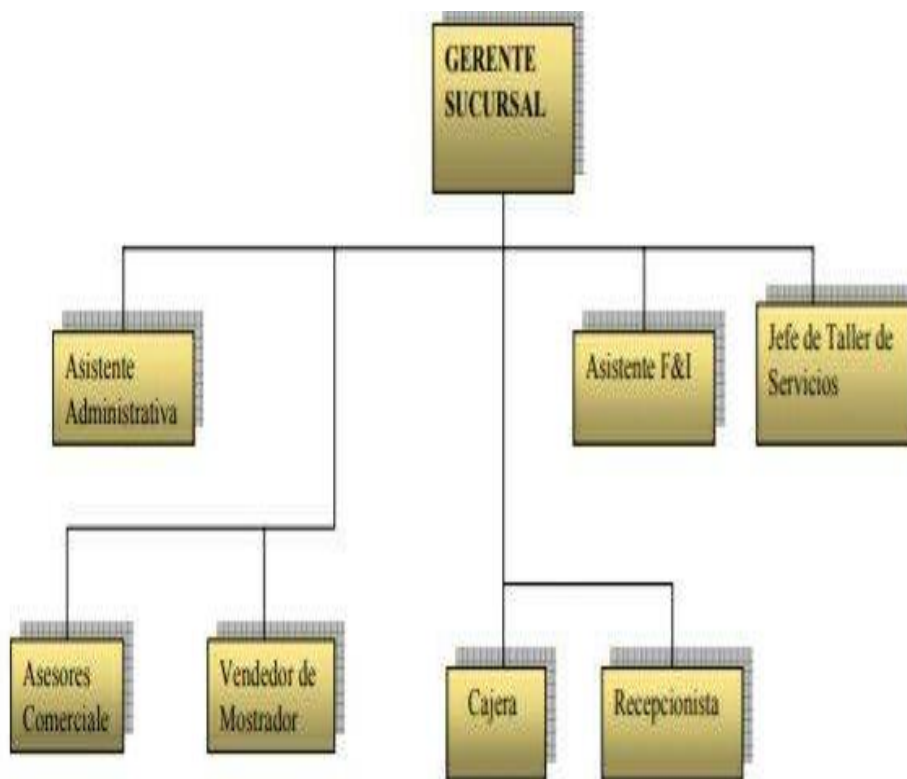 GERENTE
SUCURSAL
Asistente
Administrativa
Asistente F&I
Jefe de Taller de
Servicios
Asesores
Comerciale
Vendedor de
Mostrador
Cajera
Recepcionista